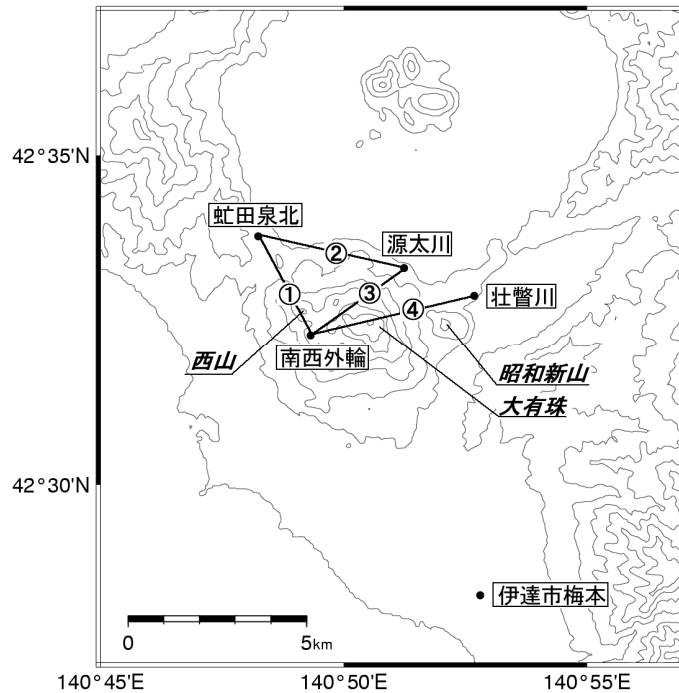 42°35'N
虻田泉北
源太川
②
①
③
④
壮瞥川
西山
南西外輪
昭和新山
大有珠
42°30'N
伊達市梅本
0
5km
140°45'E
140°50'E
140°55'E